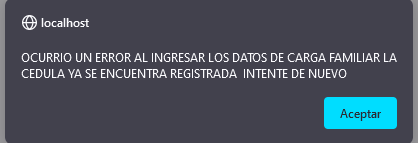 localhost
OCURRIO UN ERROR AL INGRESAR LOS DATOS DE CARGA FAMILIAR LA
CEDULA YA SE ENCUENTRA REGISTRADA  INTENTE DE NUEVO
Aceptar